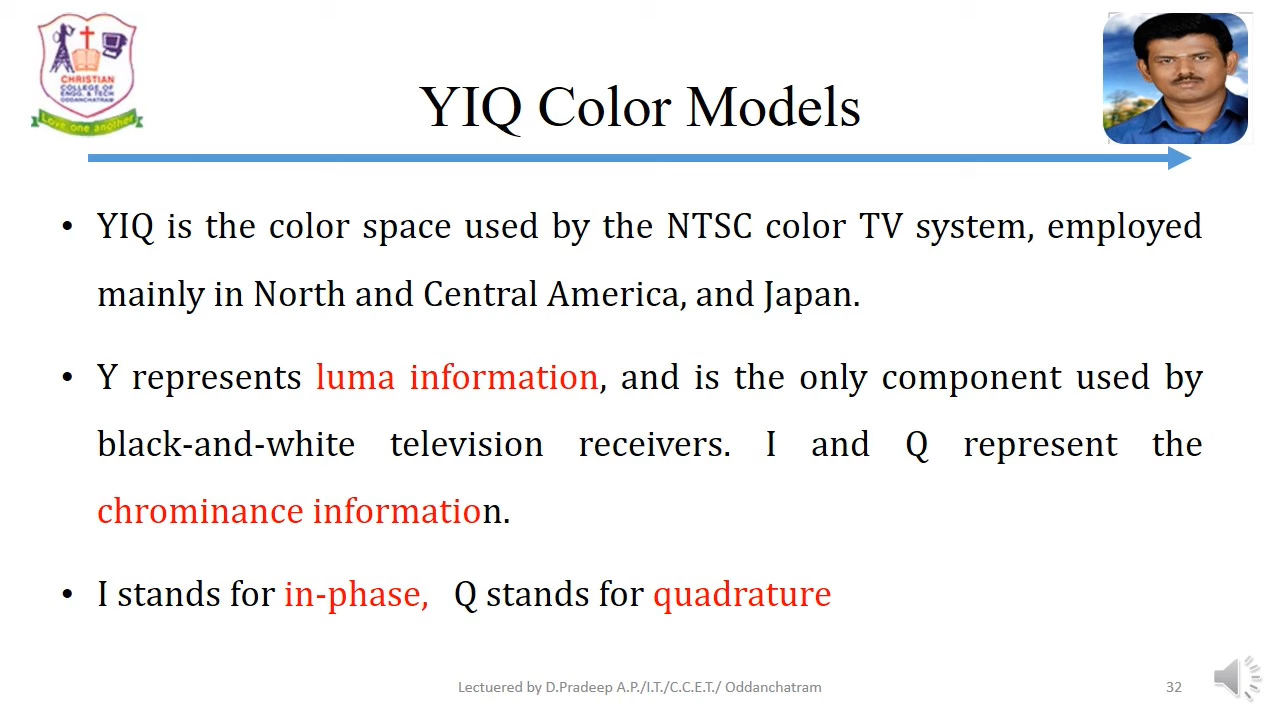 CHRISTIAN
COLLEGE OF
ENGG. & TECH
ODDANCHATRAM
Love one another
YIQ Color Models
• YIQ is the color space used by the NTSC color TV system, employed
mainly in North and Central America, and Japan.
• Y represents luma information, and is the only component used by
black-and-white television receivers. I and Q represent the
chrominance information.
• I stands for in-phase, Q stands for quadrature
Lectuered by D.Pradeep A.P./I.T./C.C.E.T./ Oddanchatram
32